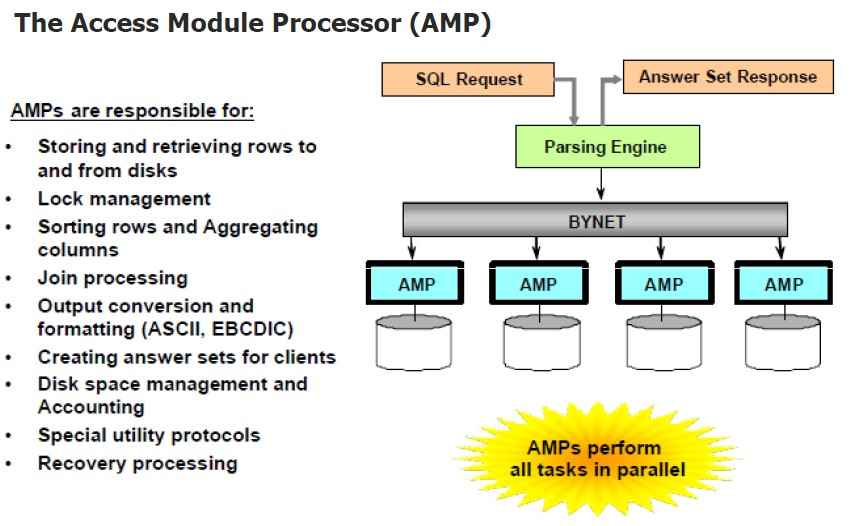 The Access Module Processor (AMP)
AMPs are responsible for:
• Storing and retrieving rows to
and from disks
• Lock management
• Sorting rows and Aggregating
columns
• Join processing
• Output conversion and
formatting (ASCII, EBCDIC)
• Creating answer sets for clients
• Disk space management and
Accounting
• Special utility protocols
• Recovery processing
SQL Request
Answer Set Response
Parsing Engine
BYNET
AMP
AMP
AMP
AMP
AMPs perform
all tasks in parallel